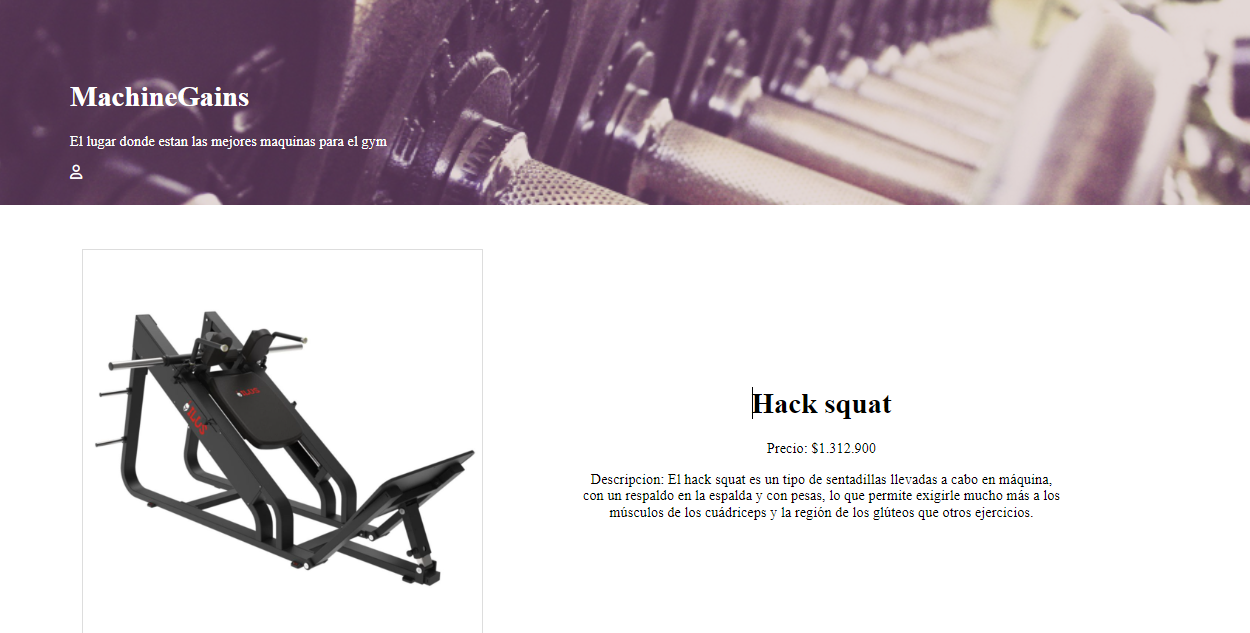 MachineGains
El lugar donde estan las mejores maquinas para el gym
Hack squat
Precio: $1.312.900
Descripcion: El hack squat es un tipo de sentadillas llevadas a cabo en máquina,
con un respaldo en la espalda y con pesas, lo que permite exigirle mucho más a los
músculos de los cuádriceps y la región de los glúteos que otros ejercicios.